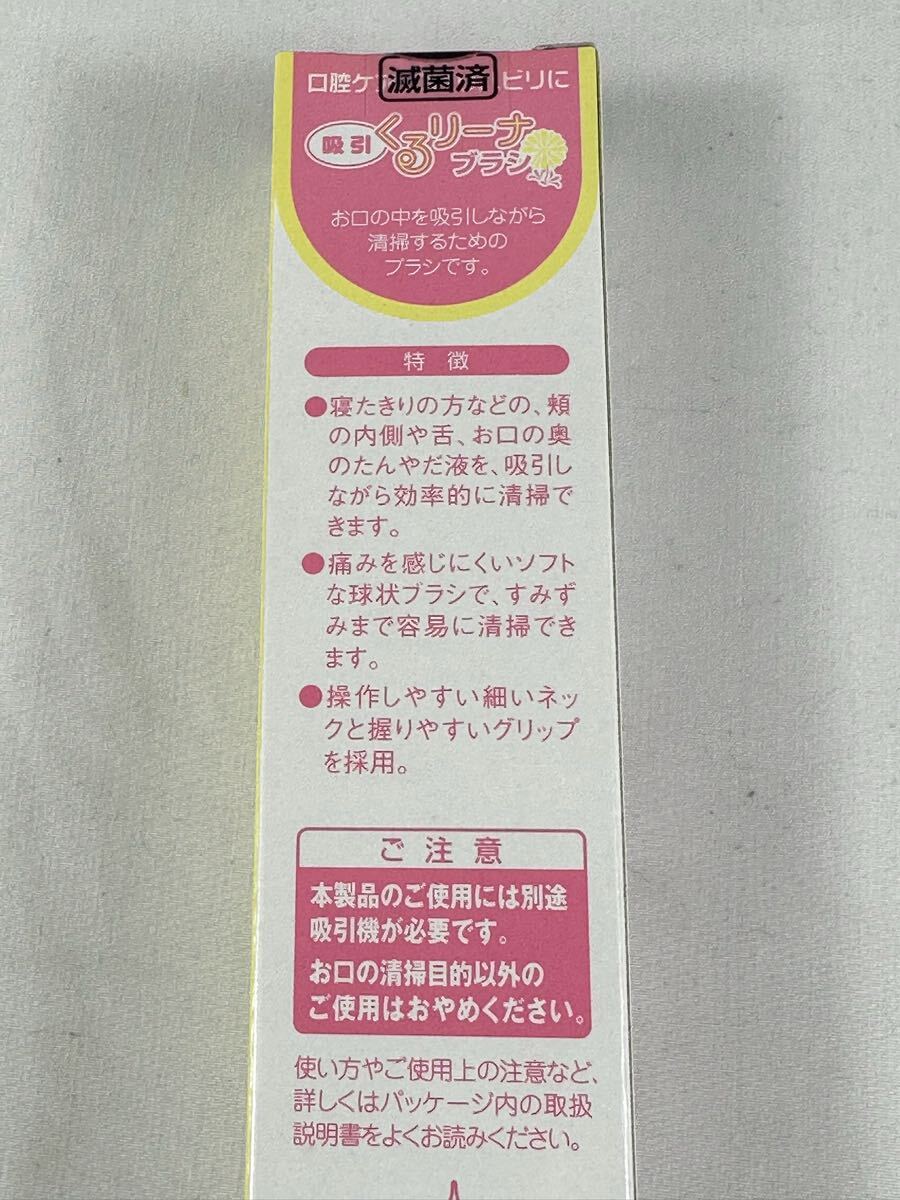 滅菌済
口腔ケ ビリに
吸引 くるリーナ
ブラシ
お口の中を吸引しながら
清掃するための
ブラシです。
特徴
●寝たきりの方などの、頬
の内側や舌、お口の奥
のたんやだ液を、吸引し
ながら効率的に清掃で
きます。
●痛みを感じにくいソフト
な球状ブラシで、すみず
みまで容易に清掃でき
ます。
●操作しやすい細いネッ
クと握りやすいグリップ
を採用。
ご注意
本製品のご使用には別途
吸引機が必要です。
お口の清掃目的以外の
ご使用はおやめください。
使い方やご使用上の注意など、
詳しくはパッケージ内の取扱
説明書をよくお読みください。